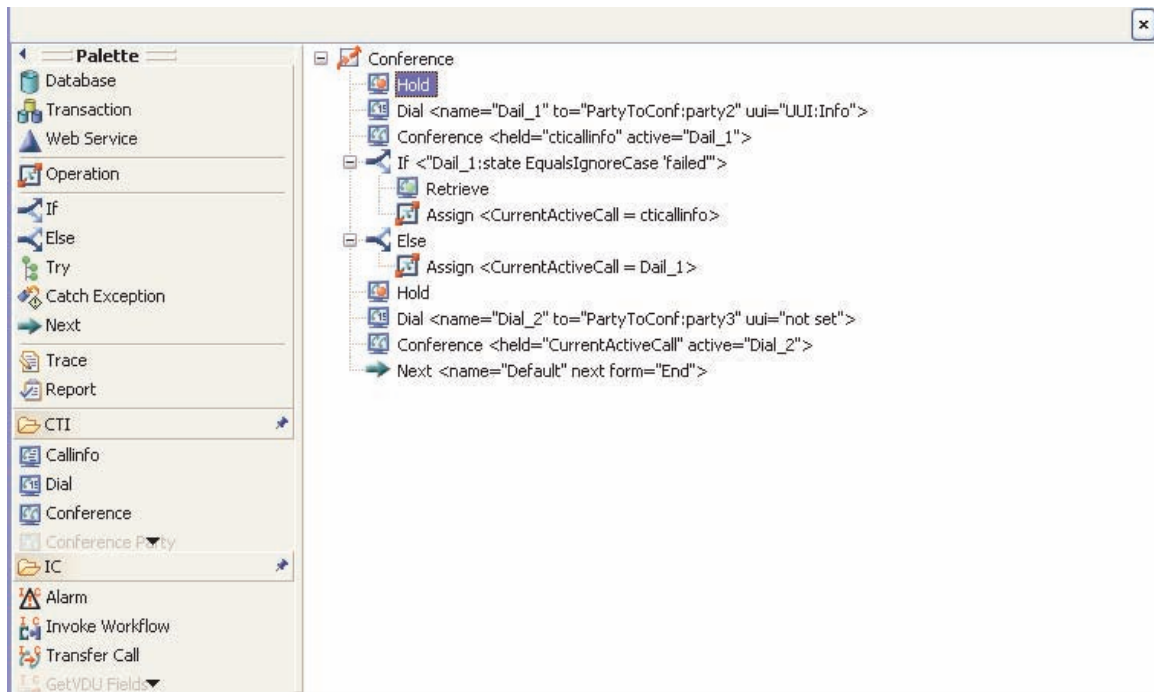 Palette
Database
Transaction
Web Service
Operation
If
Else
Try
Catch Exception
Next
Trace
Report
CTI
Callinfo
Dial
Conference
Conference Party
IC
Alarm
Invoke Workflow
Transfer Call
GetVDU Fields
Conference
Hold
Dial <name="Dail_1" to="PartyToConf:party2" uui="UUI:Info">
Conference <held="cticallinfo" active="Dail_1">
If <"Dail_1:state EqualsIgnoreCase 'failed'">
Retrieve
Assign <CurrentActiveCall = cticallinfo>
Else
Assign <CurrentActiveCall = Dail_1>
Hold
Dial <name="Dial_2" to="PartyToConf:party3" uui="not set">
Conference <held="CurrentActiveCall" active="Dial_2">
Next <name="Default" next form="End">